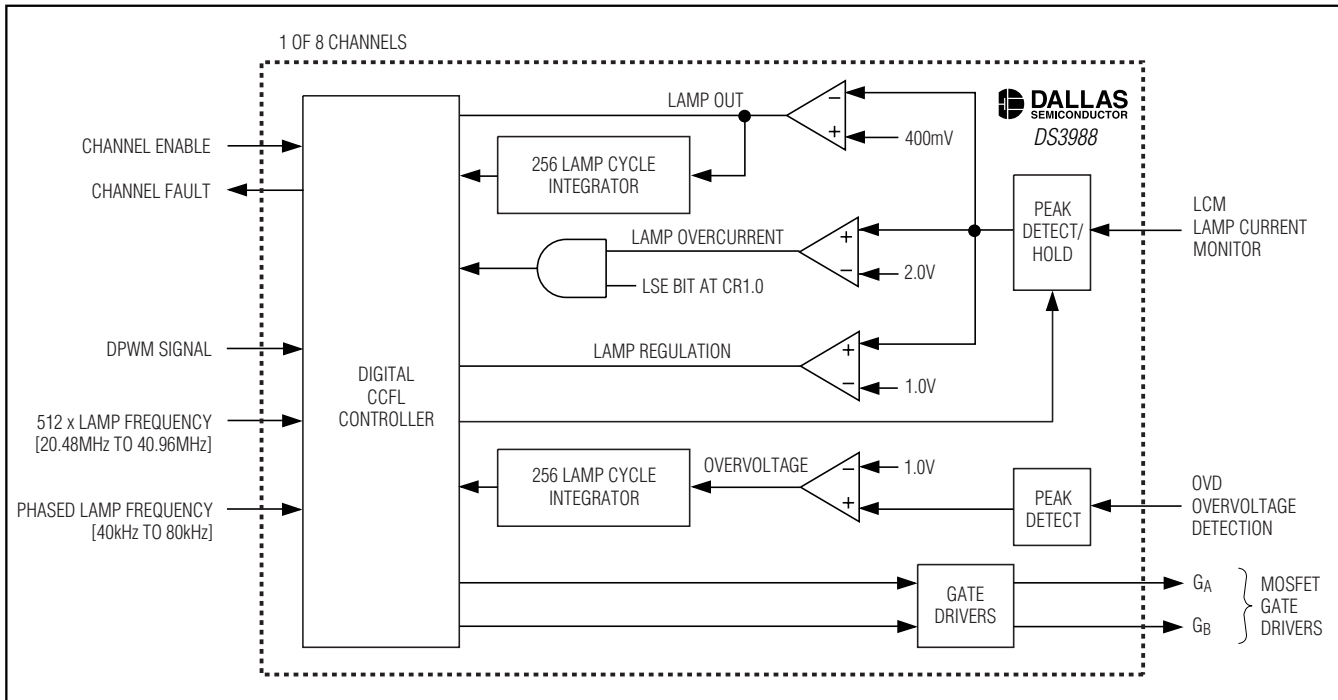 1 OF 8 CHANNELS
DALLAS
SEMICONDUCTOR
DS3988
CHANNEL ENABLE
CHANNEL FAULT
DPWM SIGNAL
512 x LAMP FREQUENCY
[20.48MHz TO 40.96MHz]
PHASED LAMP FREQUENCY
[40kHz TO 80kHz]
DIGITAL
CCFL
CONTROLLER
LAMP OUT
−
+
400mV
256 LAMP CYCLE
INTEGRATOR
LAMP OVERCURRENT
+
−
2.0V
LSE BIT AT CR1.0
LAMP REGULATION
+
−
1.0V
PEAK
DETECT/
HOLD
LCM
LAMP CURRENT
MONITOR
256 LAMP CYCLE
INTEGRATOR
OVERVOLTAGE
−
+
1.0V
PEAK
DETECT
OVD
OVERVOLTAGE
DETECTION
GATE
DRIVERS
GA
GB
MOSFET
GATE
DRIVERS